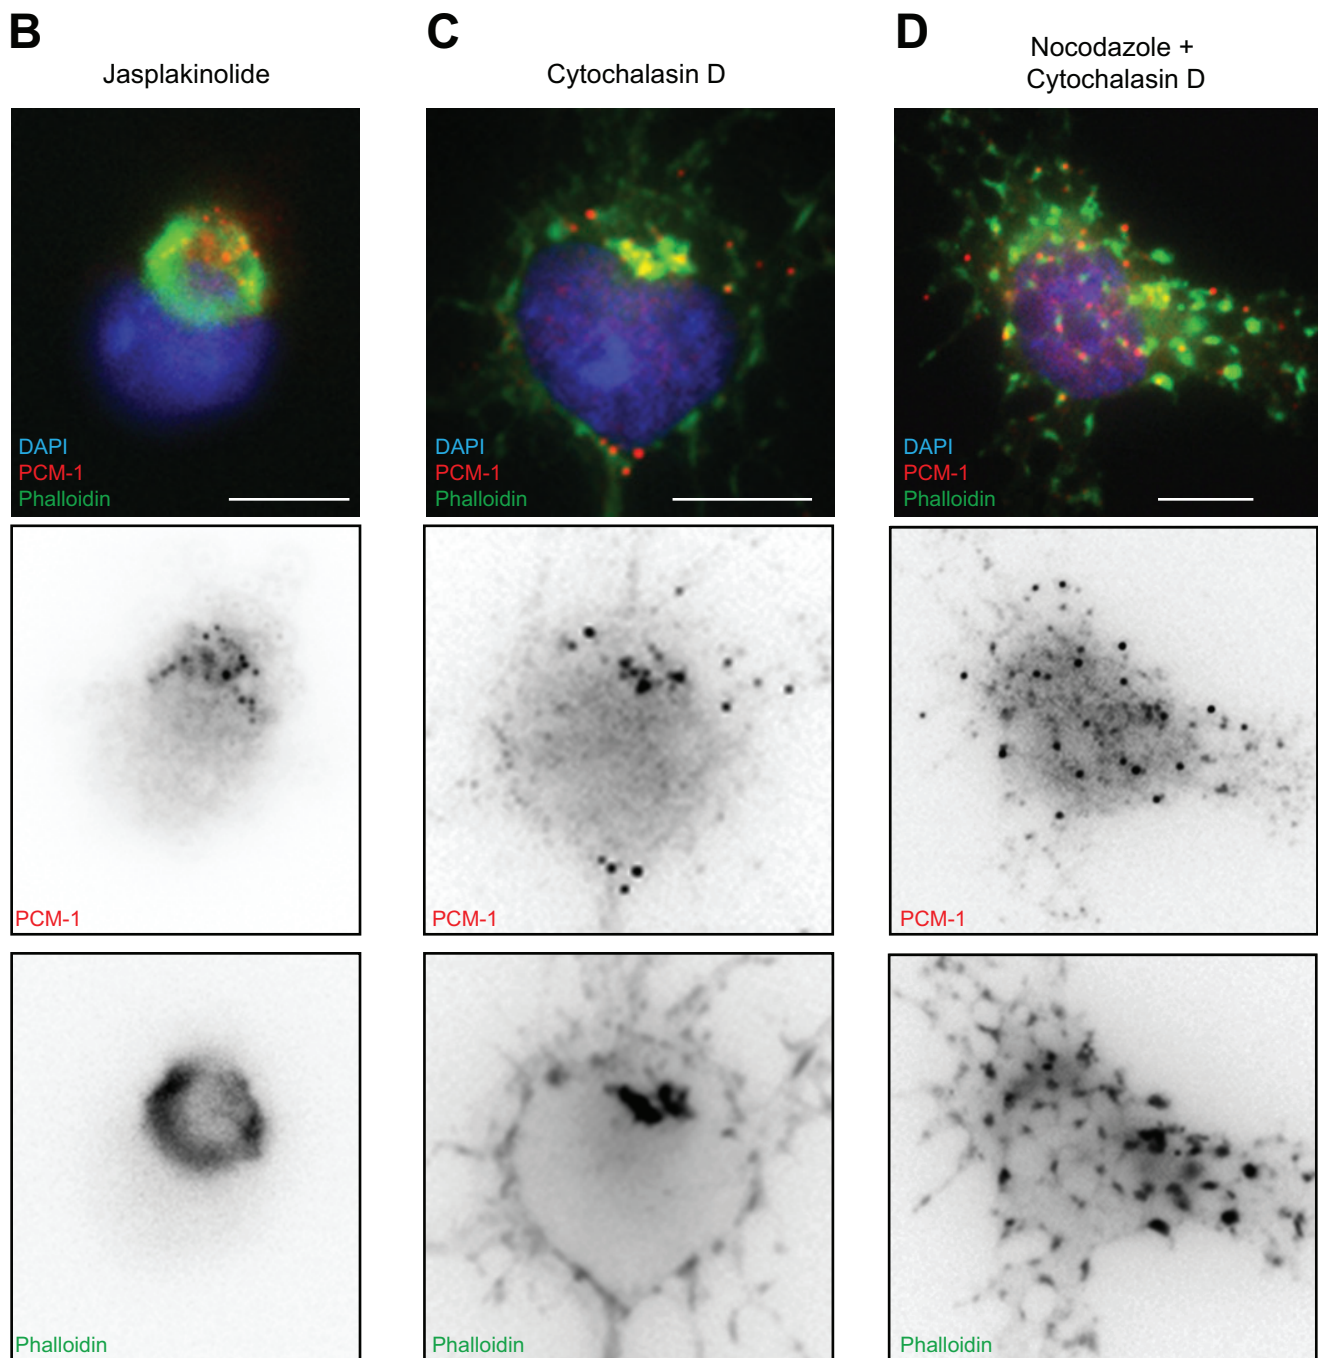 B
Jasplakinolide
C
Cytochalasin D
D
Nocodazole +
Cytochalasin D
DAPI
PCM-1
Phalloidin
DAPI
PCM-1
Phalloidin
DAPI
PCM-1
Phalloidin
PCM-1
PCM-1
PCM-1
Phalloidin
Phalloidin
Phalloidin